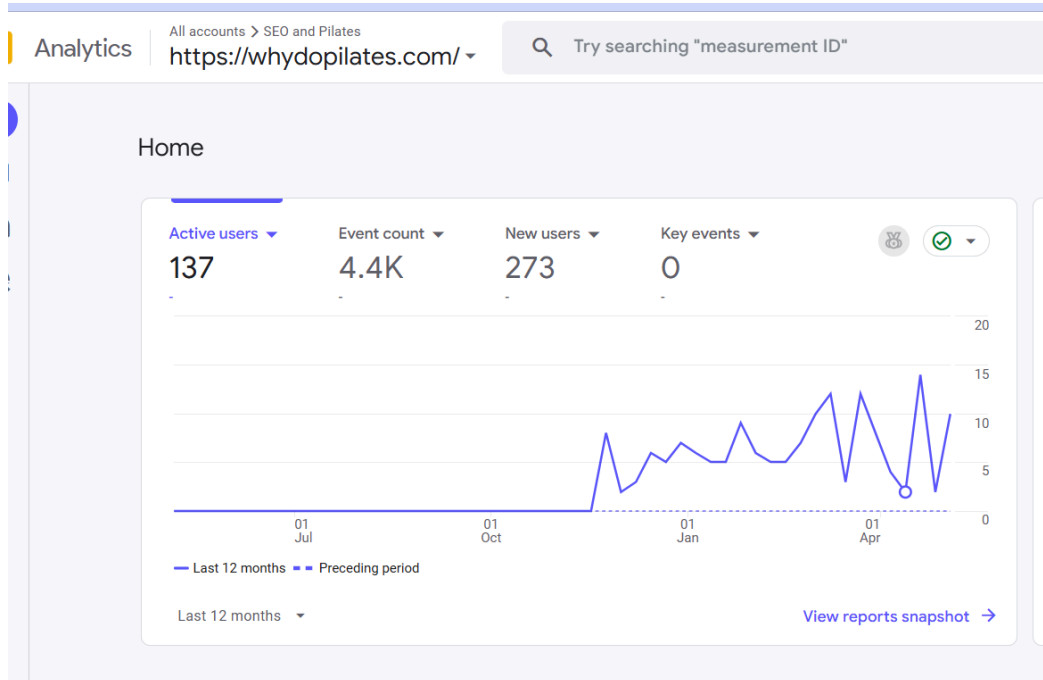 All accounts > SEO and Pilates
Analytics
https://whydopilates.com/
Try searching "measurement ID"
Home
Active users
Event count
New users
Key events
137
4.4K
273
0
-
-
-
-
20
15
10
5
0
01
Jul
01
Oct
01
Jan
01
Apr
Last 12 months
Preceding period
Last 12 months
View reports snapshot